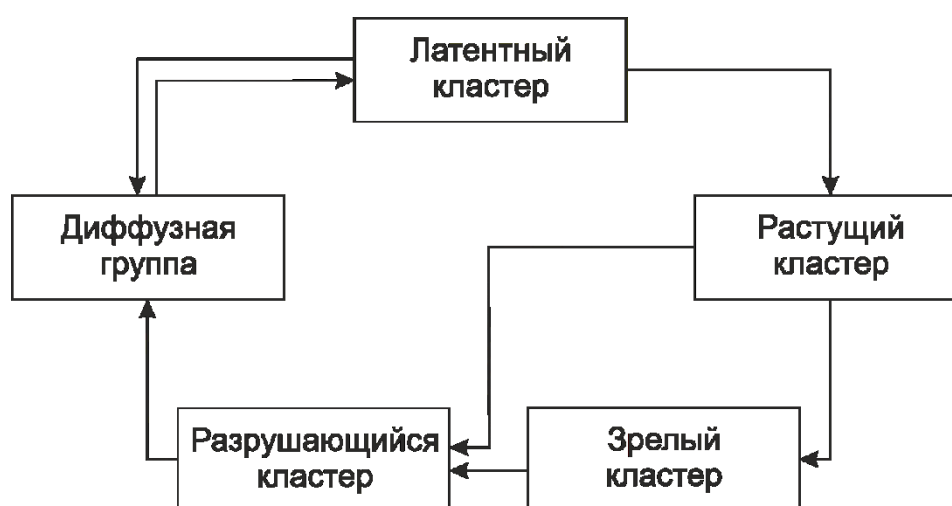 Латентный
кластер
Диффузная
группа
Растущий
кластер
Разрушающийся
кластер
Зрелый
кластер